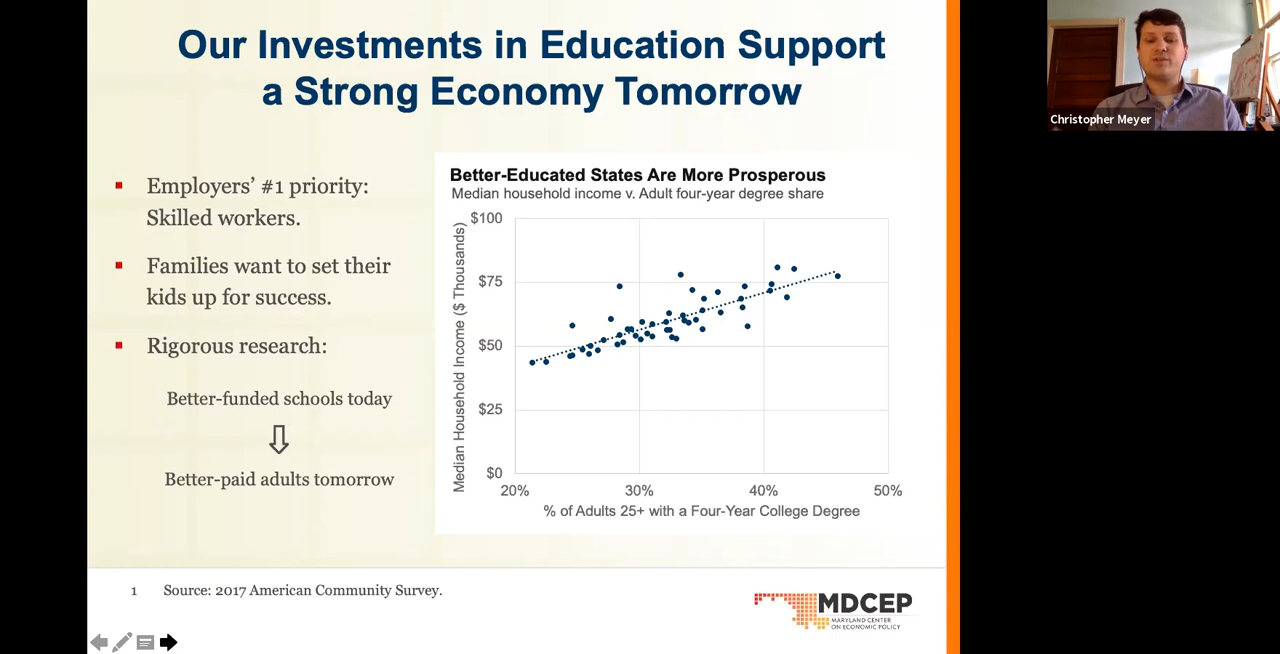 Our Investments in Education Support
a Strong Economy Tomorrow
Christopher Meyer
Employers’ #1 priority:
Skilled workers.
Families want to set their
kids up for success.
Rigorous research:
Better-funded schools today
Better-paid adults tomorrow
Better-Educated States Are More Prosperous
Median household income v. Adult four-year degree share
Median Household Income ($ Thousands)
$100
$75
$50
$25
$0
20%
30%
40%
50%
% of Adults 25+ with a Four-Year College Degree
1
Source: 2017 American Community Survey.
MDCEP
MARYLAND CENTER
ON ECONOMIC POLICY